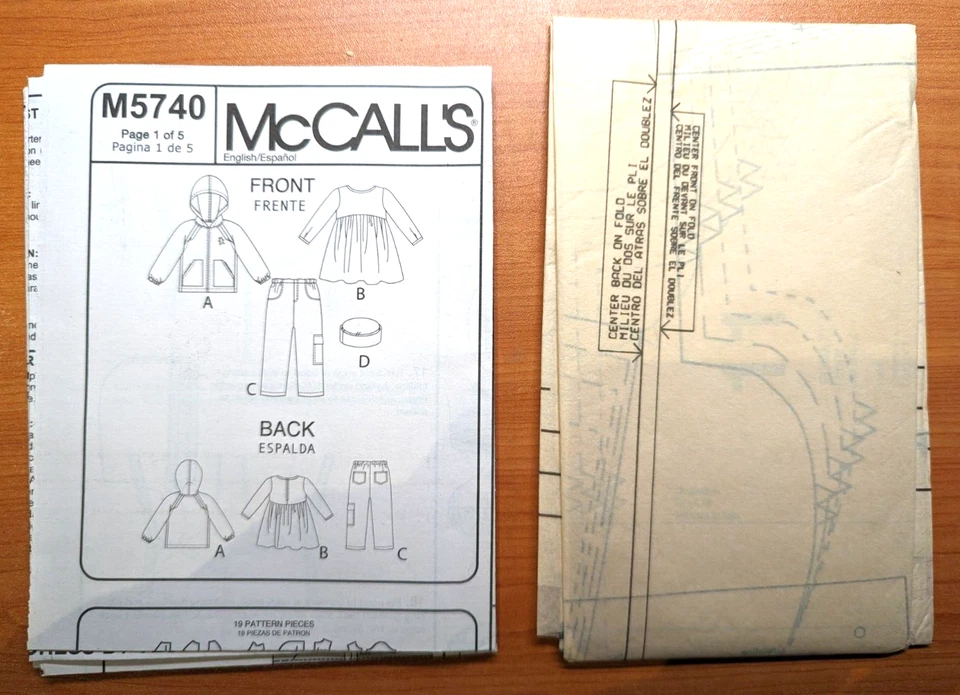 M5740
Page 1 of 5
Pagina 1 de 5
McCALL'S®
English/Español
FRONT
FRENTE
A
B
C
D
BACK
ESPALDA
A
B
C
19 PATTERN PIECES
19 PIEZAS DE PATRON
CENTER BACK ON FOLD
MILIEU DU DOS SUR LE PLI
CENTRO DEL ATRAS SOBRE EL DOUBLEZ
CENTER FRONT ON FOLD
MILIEU DU DEVANT SUR LE PLI
CENTRO DEL FRENTE SOBRE EL DOUBLEZ